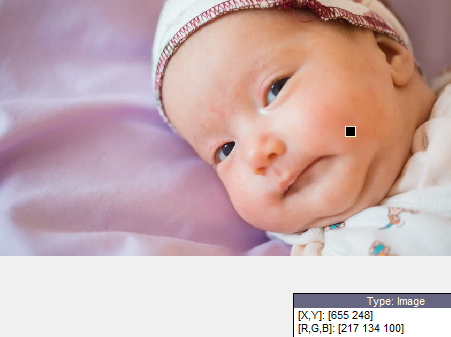 Type: Image
[X,Y]: [655 248]
[R,G,B]: [217 134 100]